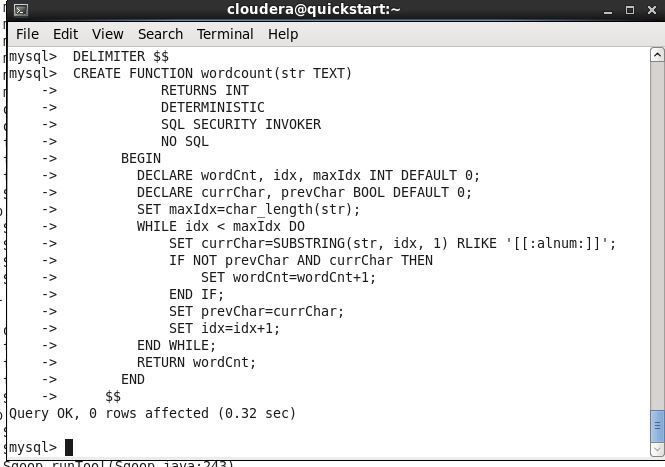 cloudera@quickstart:~
File Edit View Search Terminal Help
mysql>  DELIMITER $$
mysql>  CREATE FUNCTION wordcount(str TEXT)
    ->             RETURNS INT
    ->             DETERMINISTIC
    ->             SQL SECURITY INVOKER
    ->             NO SQL
    ->        BEGIN
    ->          DECLARE wordCnt, idx, maxIdx INT DEFAULT 0;
    ->          DECLARE currChar, prevChar BOOL DEFAULT 0;
    ->          SET maxIdx=char_length(str);
    ->          WHILE idx < maxIdx DO
    ->              SET currChar=SUBSTRING(str, idx, 1) RLIKE '[[:alnum:]]';
    ->              IF NOT prevChar AND currChar THEN
    ->                  SET wordCnt=wordCnt+1;
    ->              END IF;
    ->              SET prevChar=currChar;
    ->              SET idx=idx+1;
    ->          END WHILE;
    ->          RETURN wordCnt;
    ->        END
    ->      $$
Query OK, 0 rows affected (0.32 sec)
mysql>
Sqoop.runTool(Sqoop.java:243)